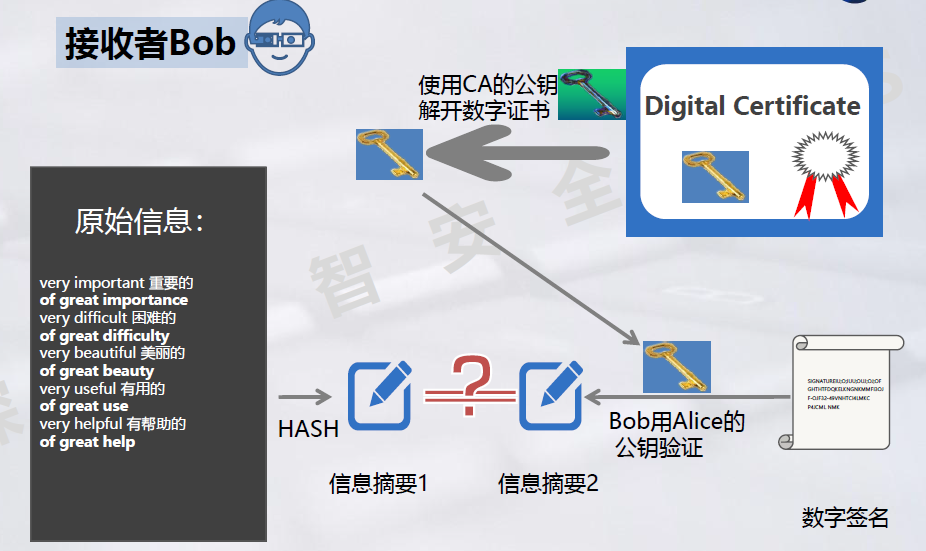 接收者Bob
使用CA的公钥
解开数字证书
Digital Certificate
原始信息：
very important 重要的
of great importance
very difficult 困难的
of great difficulty
very beautiful 美丽的
of great beauty
very useful 有用的
of great use
very helpful 有帮助的
of great help
HASH
?
信息摘要1
信息摘要2
Bob用Alice的
公钥验证
数字签名
智安全